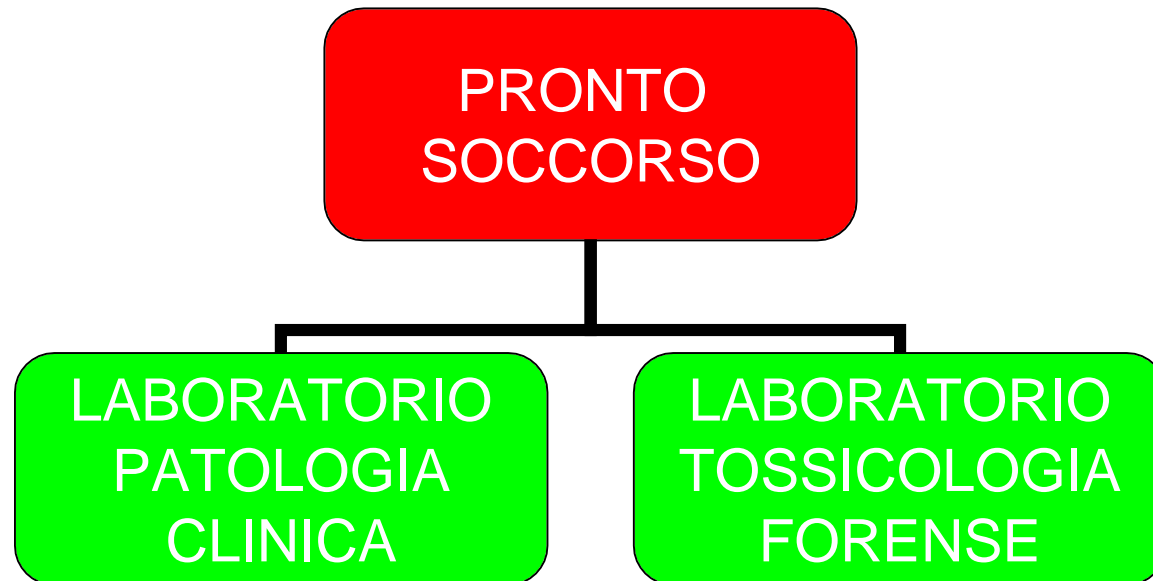 PRONTO
SOCCORSO
LABORATORIO
PATOLOGIA
CLINICA
LABORATORIO
TOSSICOLOGIA
FORENSE